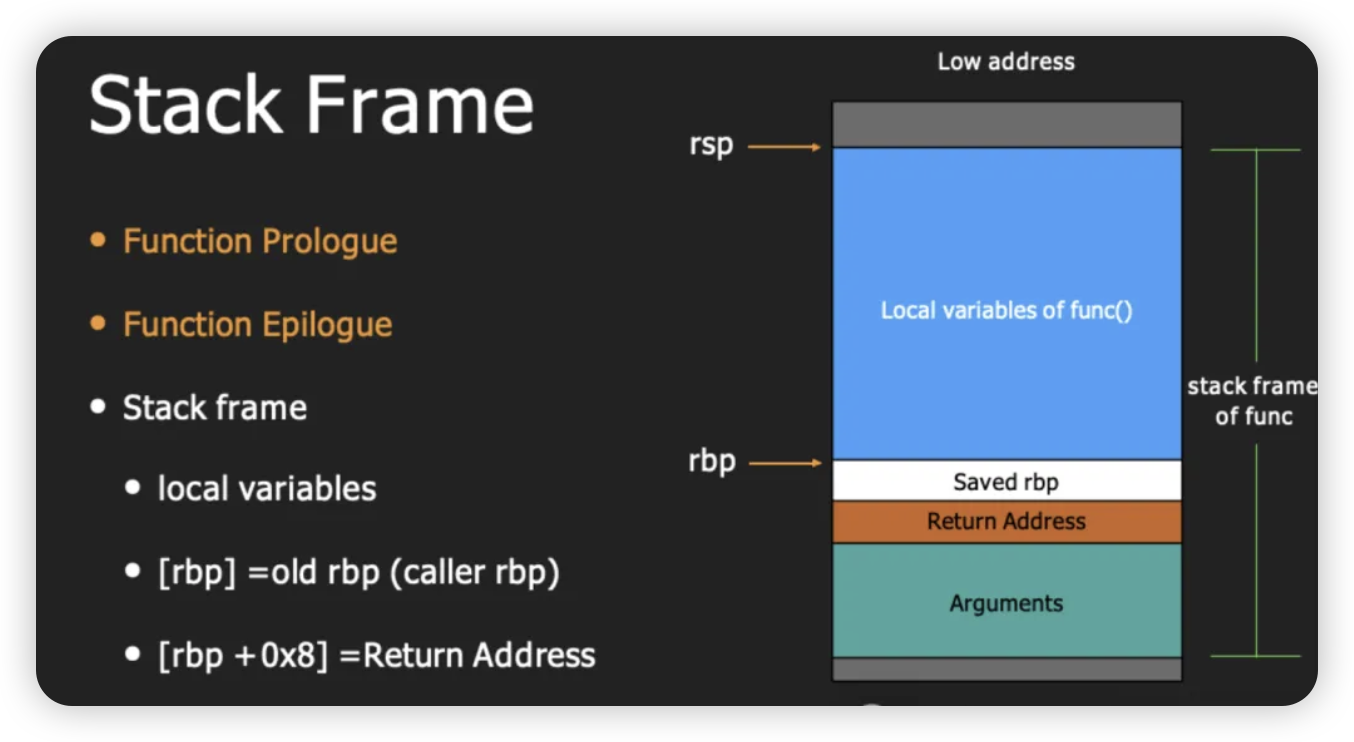 Stack Frame
Function Prologue
Function Epilogue
Stack frame
local variables
[rbp] =old rbp (caller rbp)
[rbp +0x8] =Return Address
Low address
rsp
Local variables of func()
rbp
Saved rbp
Return Address
Arguments
stack frame
of func